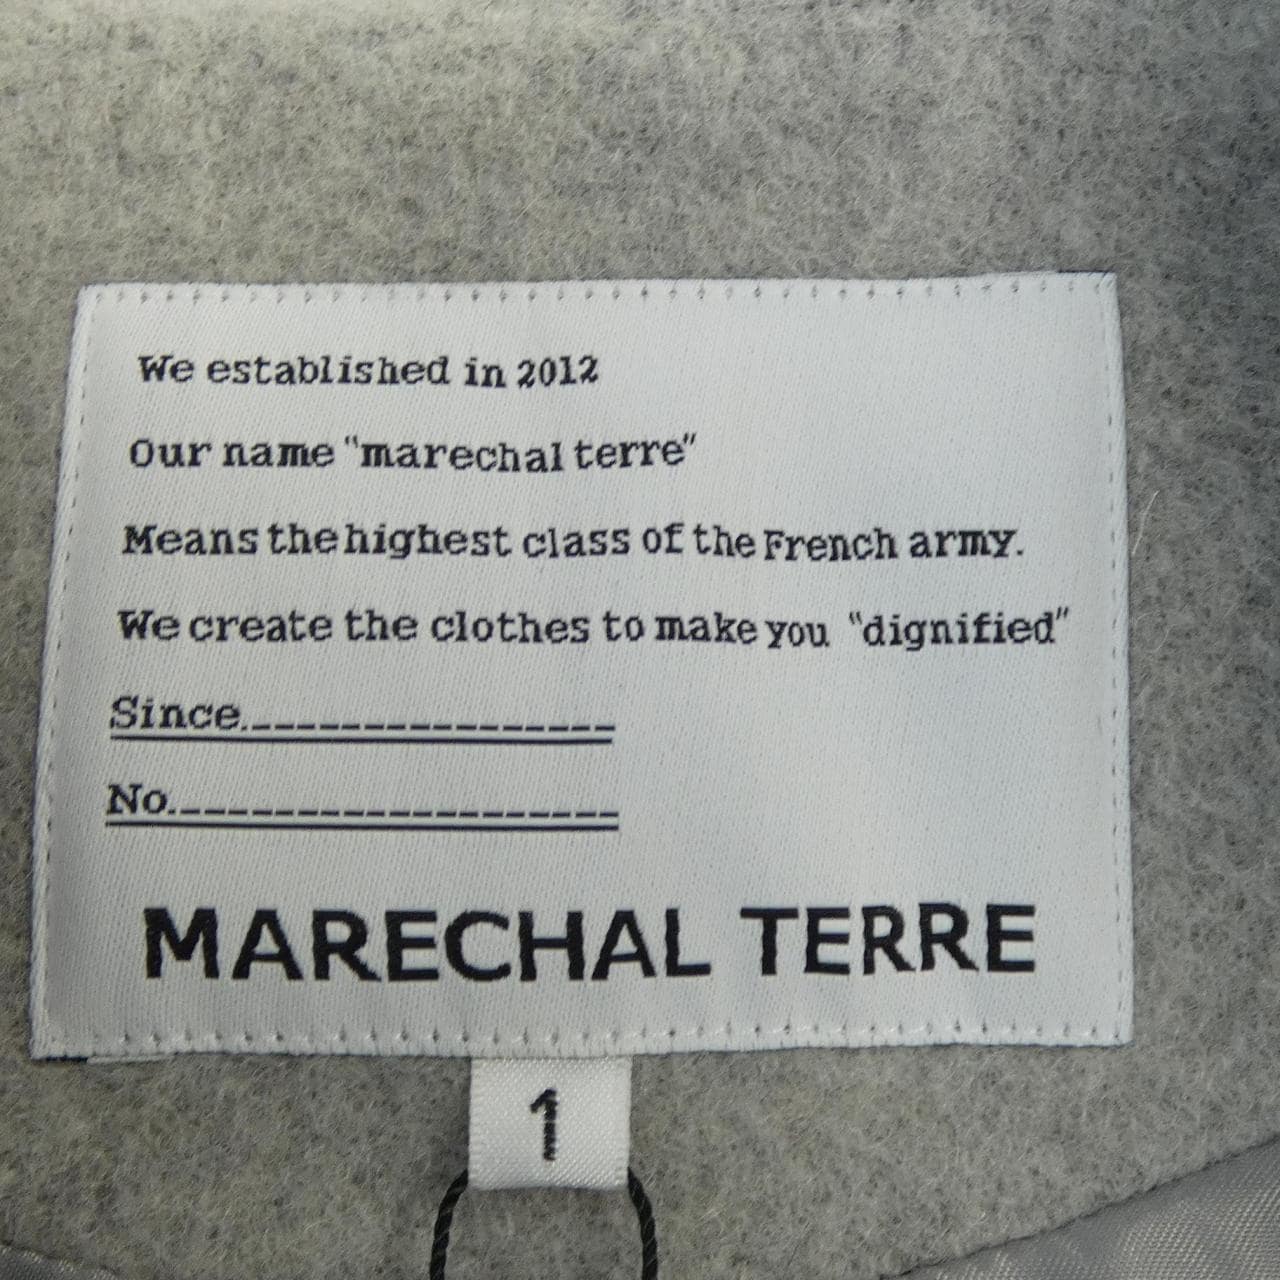 We established in 2012
Our name "marechal terre"
Means the highest class of the French army.
We create the clothes to make you "dignified"
Since
No.
MARECHAL TERRE
1